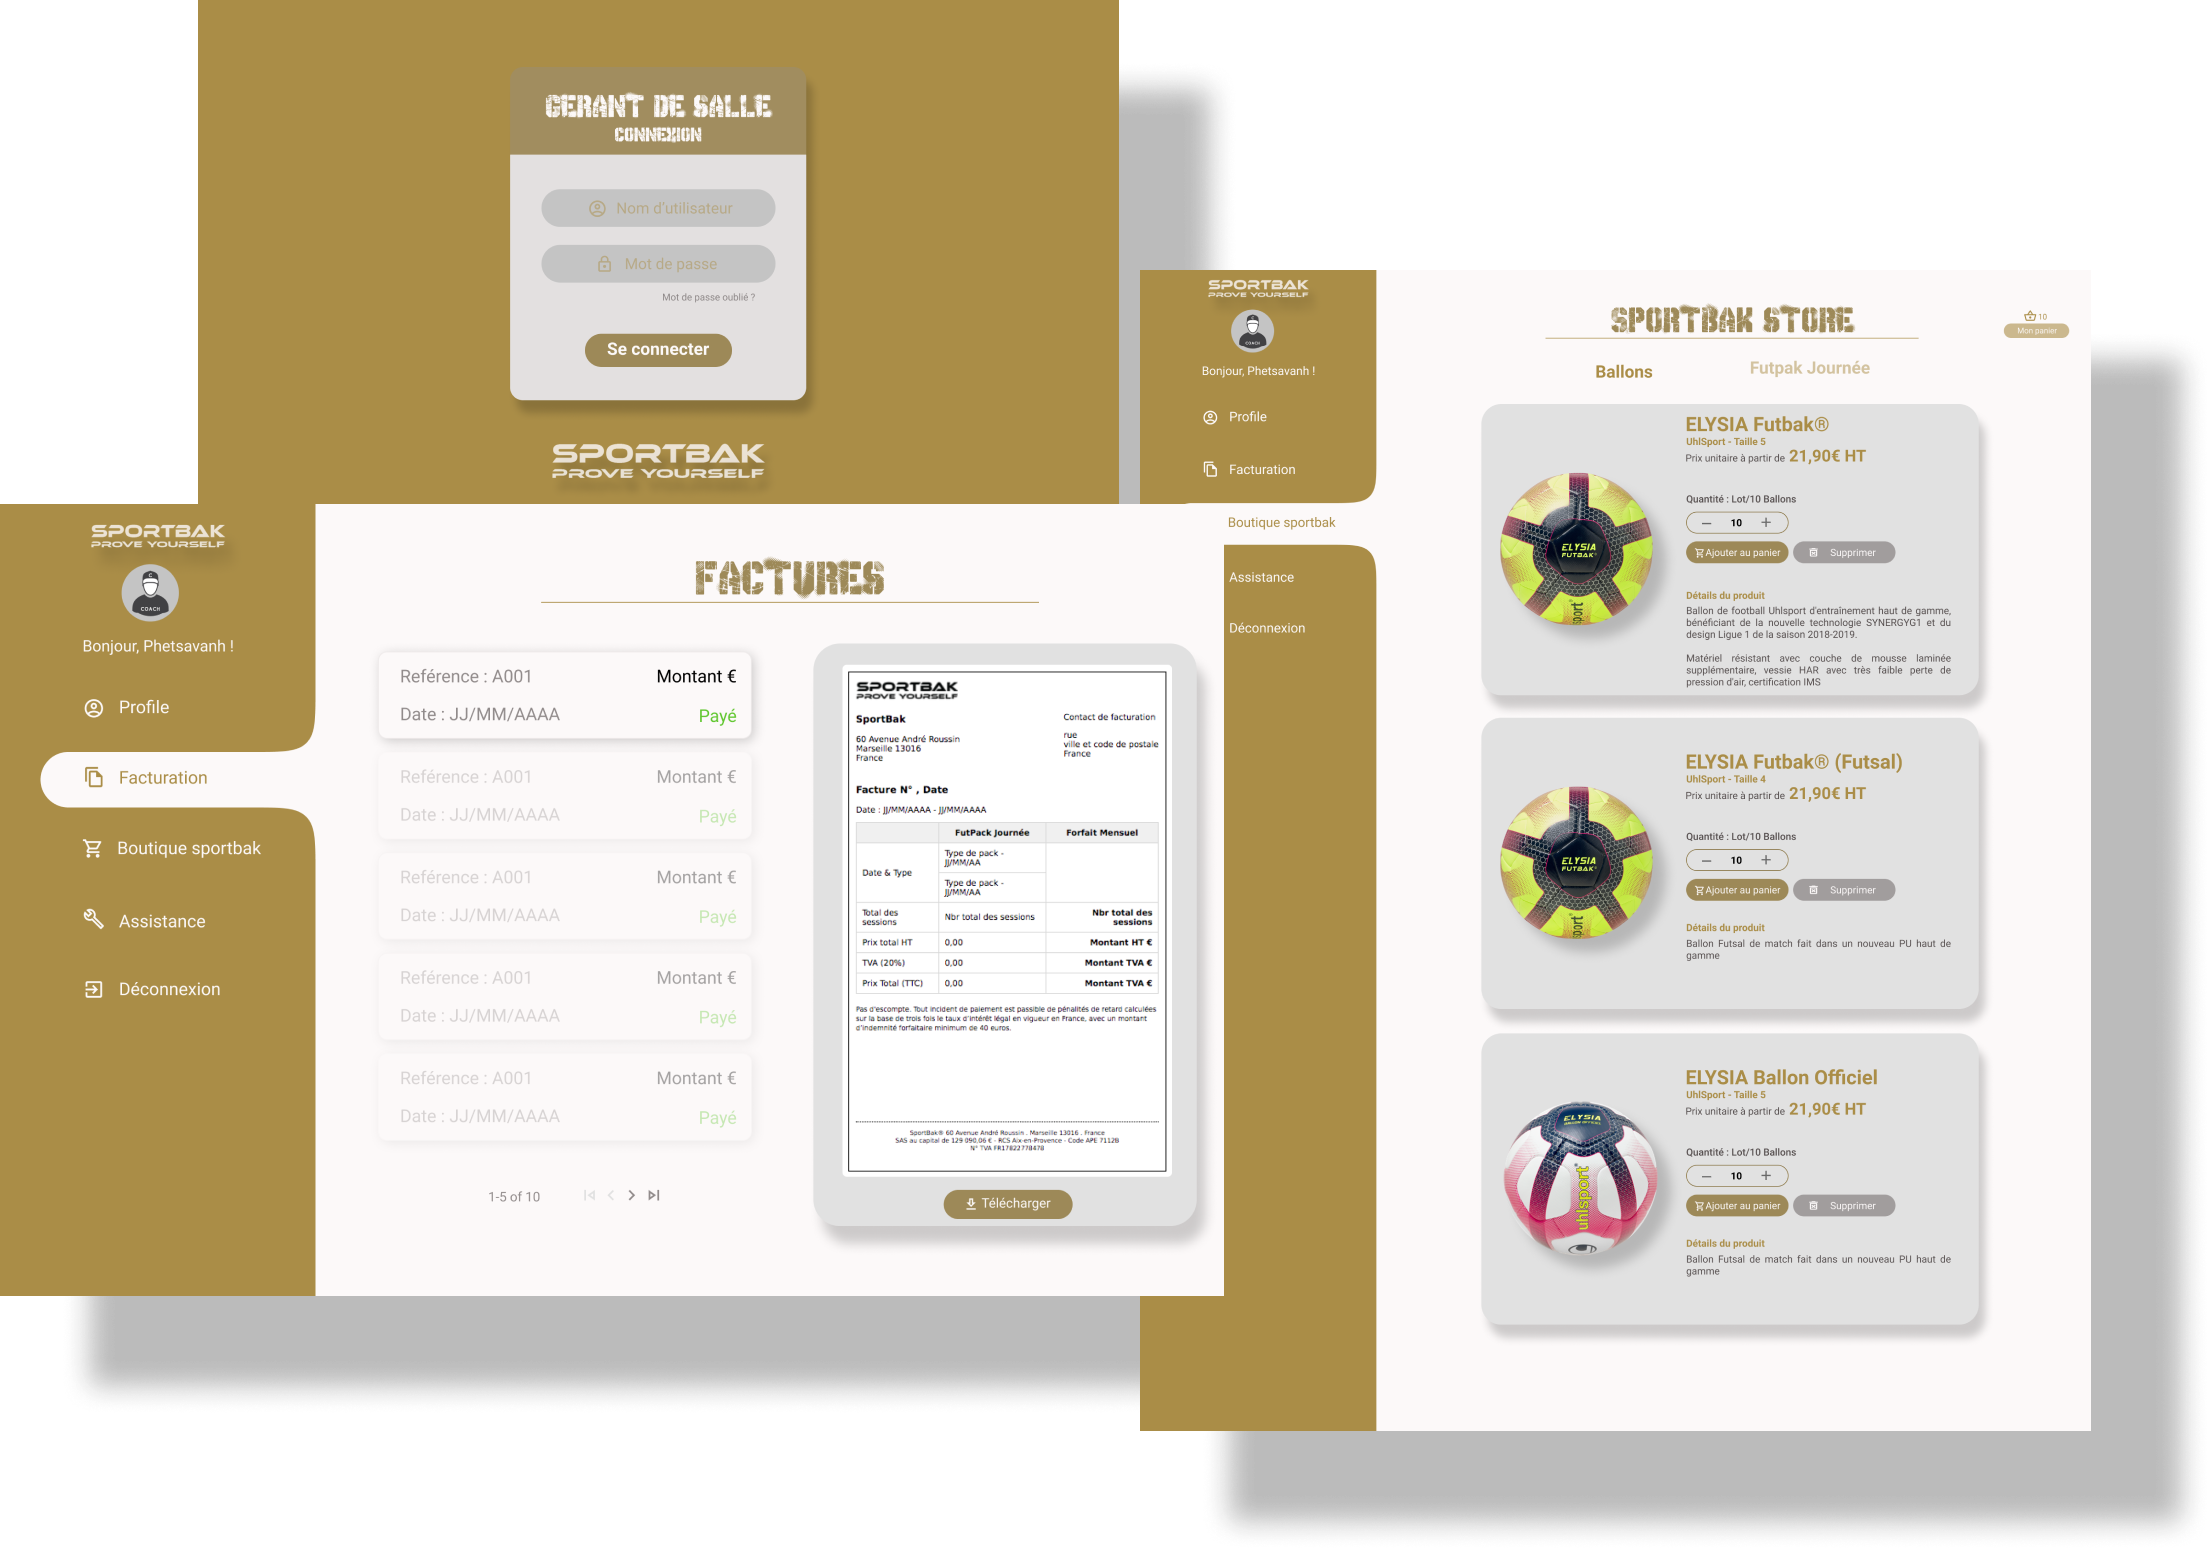 GERANT DE SALLE
CONNEXION
Nom d'utilisateur
Mot de passe
Mot de passe oublié ?
Se connecter
SPORTBAK
PROVE YOURSELF
SPORTBAK
PROVE YOURSELF
COACH
Bonjour, Phetsavanh !
Profile
Facturation
Boutique sportbak
Assistance
Déconnexion
FACTURES
Reférence : A001 Montant €
Date : JJ/MM/AAAA Payé
Reférence : A001 Montant €
Date : JJ/MM/AAAA Payé
Reférence : A001 Montant €
Date : JJ/MM/AAAA Payé
Reférence : A001 Montant €
Date : JJ/MM/AAAA Payé
Reférence : A001 Montant €
Date : JJ/MM/AAAA Payé
1-5 of 10
SPORTBAK
PROVE YOURSELF
SportBak
60 Avenue André Roussin
Marseille 13016
France
Contact de facturation
rue
ville et code de postale
France
Facture N° , Date
Date : JJ/MM/AAAA - JJ/MM/AAAA
FutPack Journée Forfait Mensuel
Date & Type
Type de pack -
JJ/MM/AA
Type de pack -
JJ/MM/AA
Total des
sessions
Nbr total des sessions
Nbr total des
sessions
Prix total HT 0,00 Montant HT €
TVA (20%) 0,00 Montant TVA €
Prix Total (TTC) 0,00 Montant TVA €
Pas d'escompte. Tout incident de paiement est passible de pénalités de retard calculées
sur la base de trois fois le taux d'intérêt légal en vigueur en France, avec un montant
d'indemnité forfaitaire minimum de 40 euros.
SportBak® 60 Avenue André Roussin . Marseille 13016 . France
SAS au capital de 129 090,06 € - RCS Aix-en-Provence - Code APE 7112B
N° TVA FR17822778478
Télécharger
SPORTBAK
PROVE YOURSELF
COACH
Bonjour, Phetsavanh !
Profile
Facturation
Boutique sportbak
Assistance
Déconnexion
SPORTBAK STORE
10
Mon panier
Ballons Futpak Journée
ELYSIA
FUTBAK
sport
ELYSIA Futbak®
UhlSport - Taille 5
Prix unitaire à partir de 21,90€ HT
Quantité : Lot/10 Ballons
– 10 +
Ajouter au panier Supprimer
Détails du produit
Ballon de football Uhlsport d'entraînement haut de gamme,
bénéficiant de la nouvelle technologie SYNERGYG1 et du
design Ligue 1 de la saison 2018-2019.
Matériel résistant avec couche de mousse laminée
supplémentaire, vessie HAR avec très faible perte de
pression d'air, certification IMS
ELYSIA
FUTBAK
sport
ELYSIA Futbak® (Futsal)
UhlSport - Taille 4
Prix unitaire à partir de 21,90€ HT
Quantité : Lot/10 Ballons
– 10 +
Ajouter au panier Supprimer
Détails du produit
Ballon Futsal de match fait dans un nouveau PU haut de
gamme
ELYSIA
BALLON OFFICIEL
uhlsport
ELYSIA Ballon Officiel
UhlSport - Taille 5
Prix unitaire à partir de 21,90€ HT
Quantité : Lot/10 Ballons
– 10 +
Ajouter au panier Supprimer
Détails du produit
Ballon Futsal de match fait dans un nouveau PU haut de
gamme